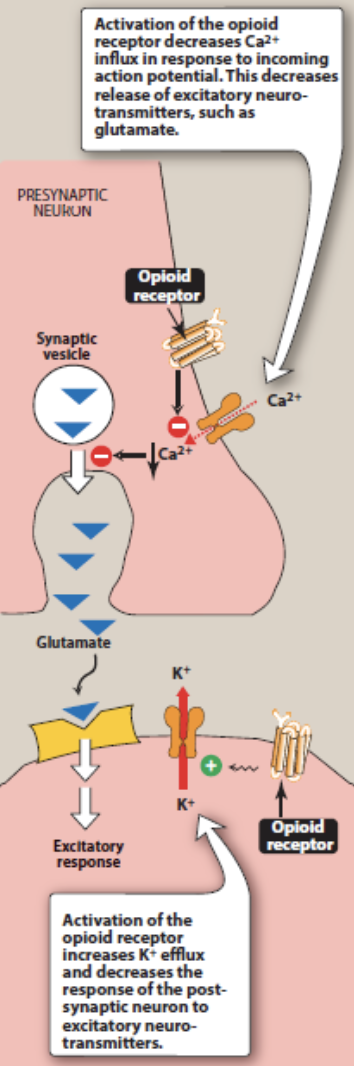 Activation of the opioid
receptor decreases Ca²⁺
influx in response to incoming
action potential. This decreases
release of excitatory neuro-
transmitters, such as
glutamate.
PRESYNAPTIC
NEURON
Opioid
receptor
Synaptic
vesicle
Ca²⁺
Ca²⁺
Glutamate
K⁺
K⁺
Opioid
receptor
Excitatory
response
Activation of the
opioid receptor
increases K⁺ efflux
and decreases the
response of the post-
synaptic neuron to
excitatory neuro-
transmitters.